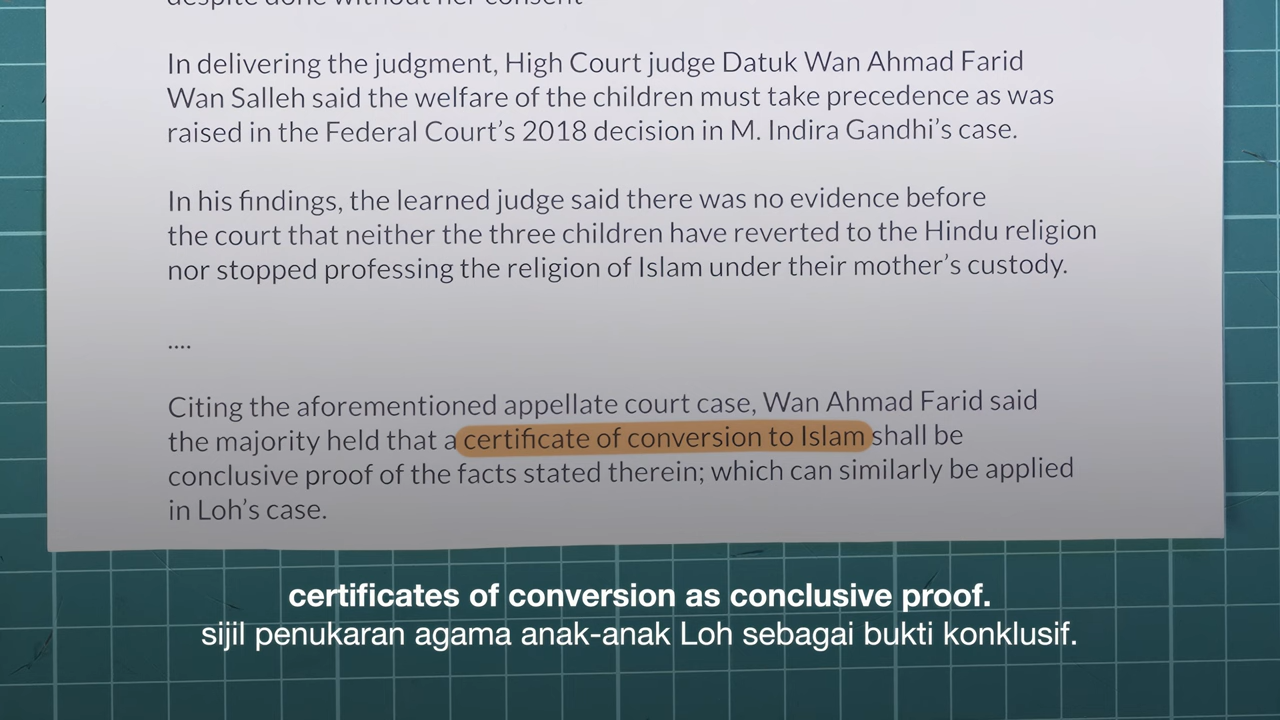 despite done without her consent
In delivering the judgment, High Court judge Datuk Wan Ahmad Farid
Wan Salleh said the welfare of the children must take precedence as was
raised in the Federal Court’s 2018 decision in M. Indira Gandhi’s case.
In his findings, the learned judge said there was no evidence before
the court that neither the three children have reverted to the Hindu religion
nor stopped professing the religion of Islam under their mother’s custody.
....
Citing the aforementioned appellate court case, Wan Ahmad Farid said
the majority held that a certificate of conversion to Islam shall be
conclusive proof of the facts stated therein; which can similarly be applied
in Loh’s case.
certificates of conversion as conclusive proof.
sijil penukaran agama anak-anak Loh sebagai bukti konklusif.